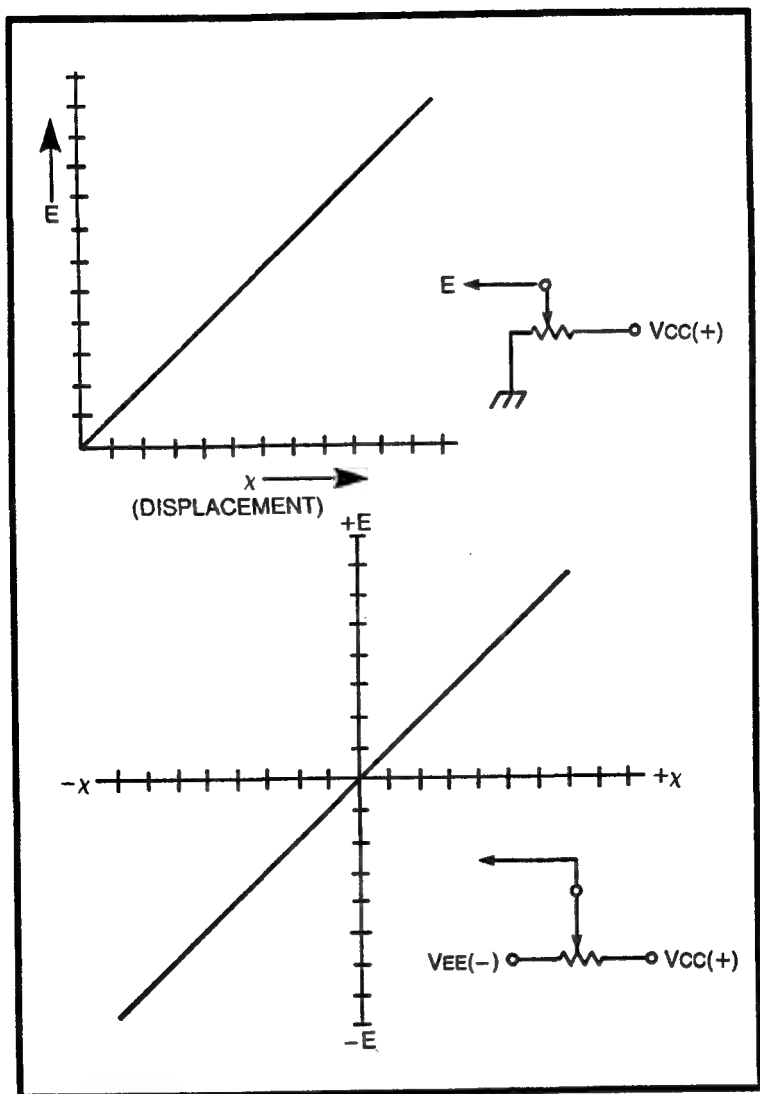 E
E
VCC(+)
χ
(DISPLACEMENT)
+E
-χ
+χ
VEE(-)
VCC(+)
-E